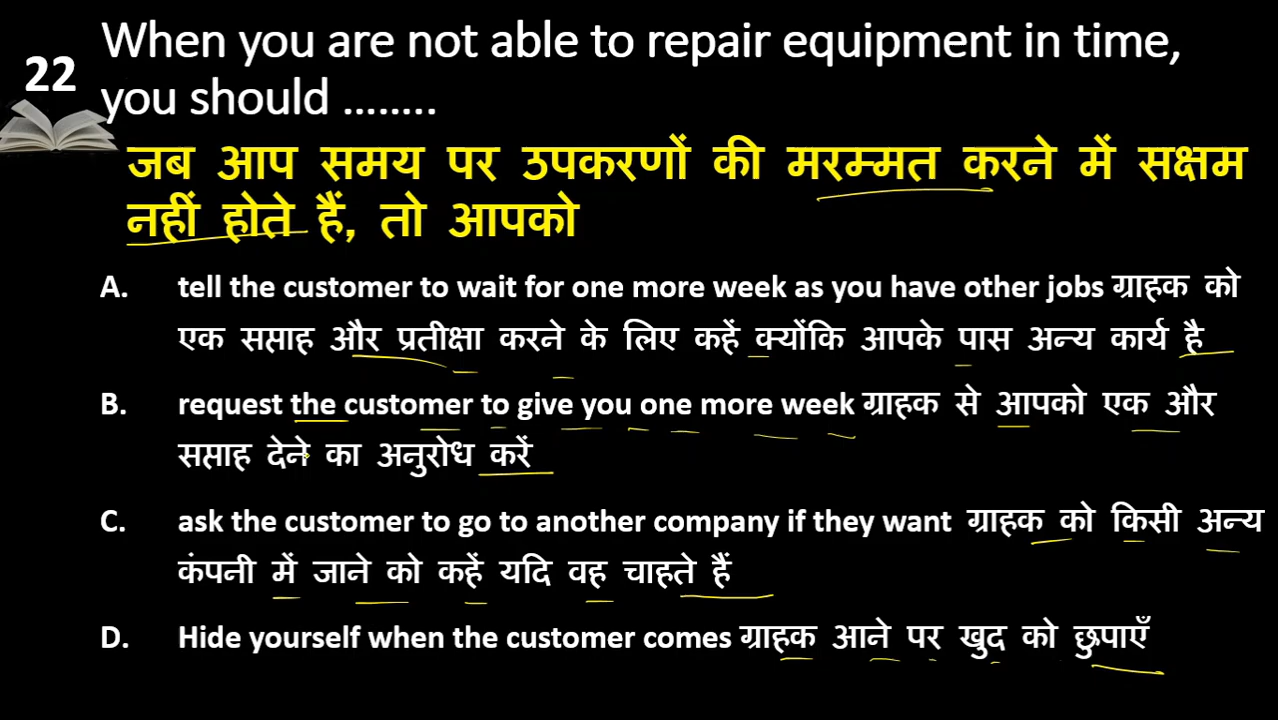 22
When you are not able to repair equipment in time,
you should ........
जब आप समय पर उपकरणों की मरम्मत करने में सक्षम
नहीं होते हैं, तो आपको
A. tell the customer to wait for one more week as you have other jobs ग्राहक को
एक सप्ताह और प्रतीक्षा करने के लिए कहें क्योंकि आपके पास अन्य कार्य है
B. request the customer to give you one more week ग्राहक से आपको एक और
सप्ताह देने का अनुरोध करें
C. ask the customer to go to another company if they want ग्राहक को किसी अन्य
कंपनी में जाने को कहें यदि वह चाहते हैं
D. Hide yourself when the customer comes ग्राहक आने पर खुद को छुपाएँ